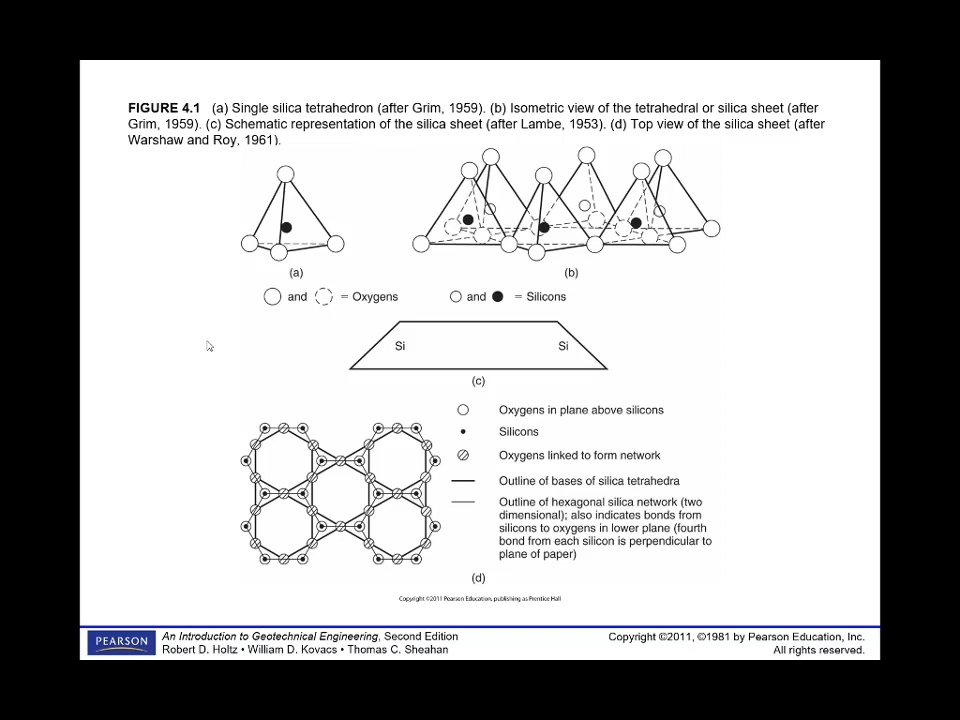 FIGURE 4.1 (a) Single silica tetrahedron (after Grim, 1959). (b) Isometric view of the tetrahedral or silica sheet (after
Grim, 1959). (c) Schematic representation of the silica sheet (after Lambe, 1953). (d) Top view of the silica sheet (after
Warshaw and Roy, 1961).
(a)
(b)
and = Oxygens
and = Silicons
Si
Si
(c)
Oxygens in plane above silicons
Silicons
Oxygens linked to form network
Outline of bases of silica tetrahedra
Outline of hexagonal silica network (two
dimensional); also indicates bonds from
silicons to oxygens in lower plane (fourth
bond from each silicon is perpendicular to
plane of paper)
(d)
Copyright ©2011 Pearson Education, publishing as Prentice Hall
PEARSON
An Introduction to Geotechnical Engineering, Second Edition
Robert D. Holtz • William D. Kovacs • Thomas C. Sheahan
Copyright ©2011, ©1981 by Pearson Education, Inc.
All rights reserved.